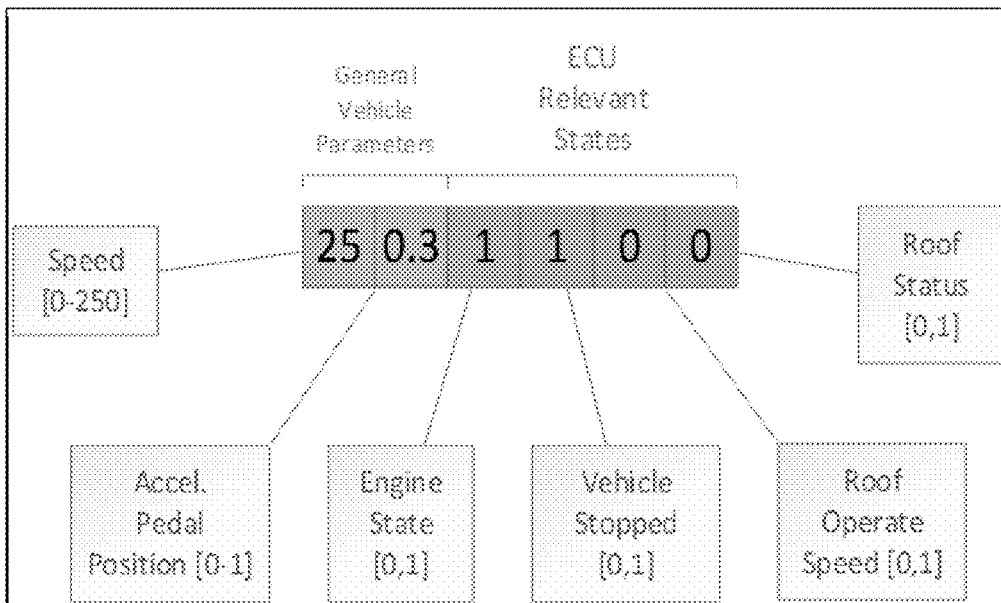 General
Vehicle
Parameters
ECU
Relevant
States
25 0.3 1 1 0 0
Speed
[0-250]
Roof
Status
[0,1]
Accel.
Pedal
Position [0-1]
Engine
State
[0,1]
Vehicle
Stopped
[0,1]
Roof
Operate
Speed [0,1]